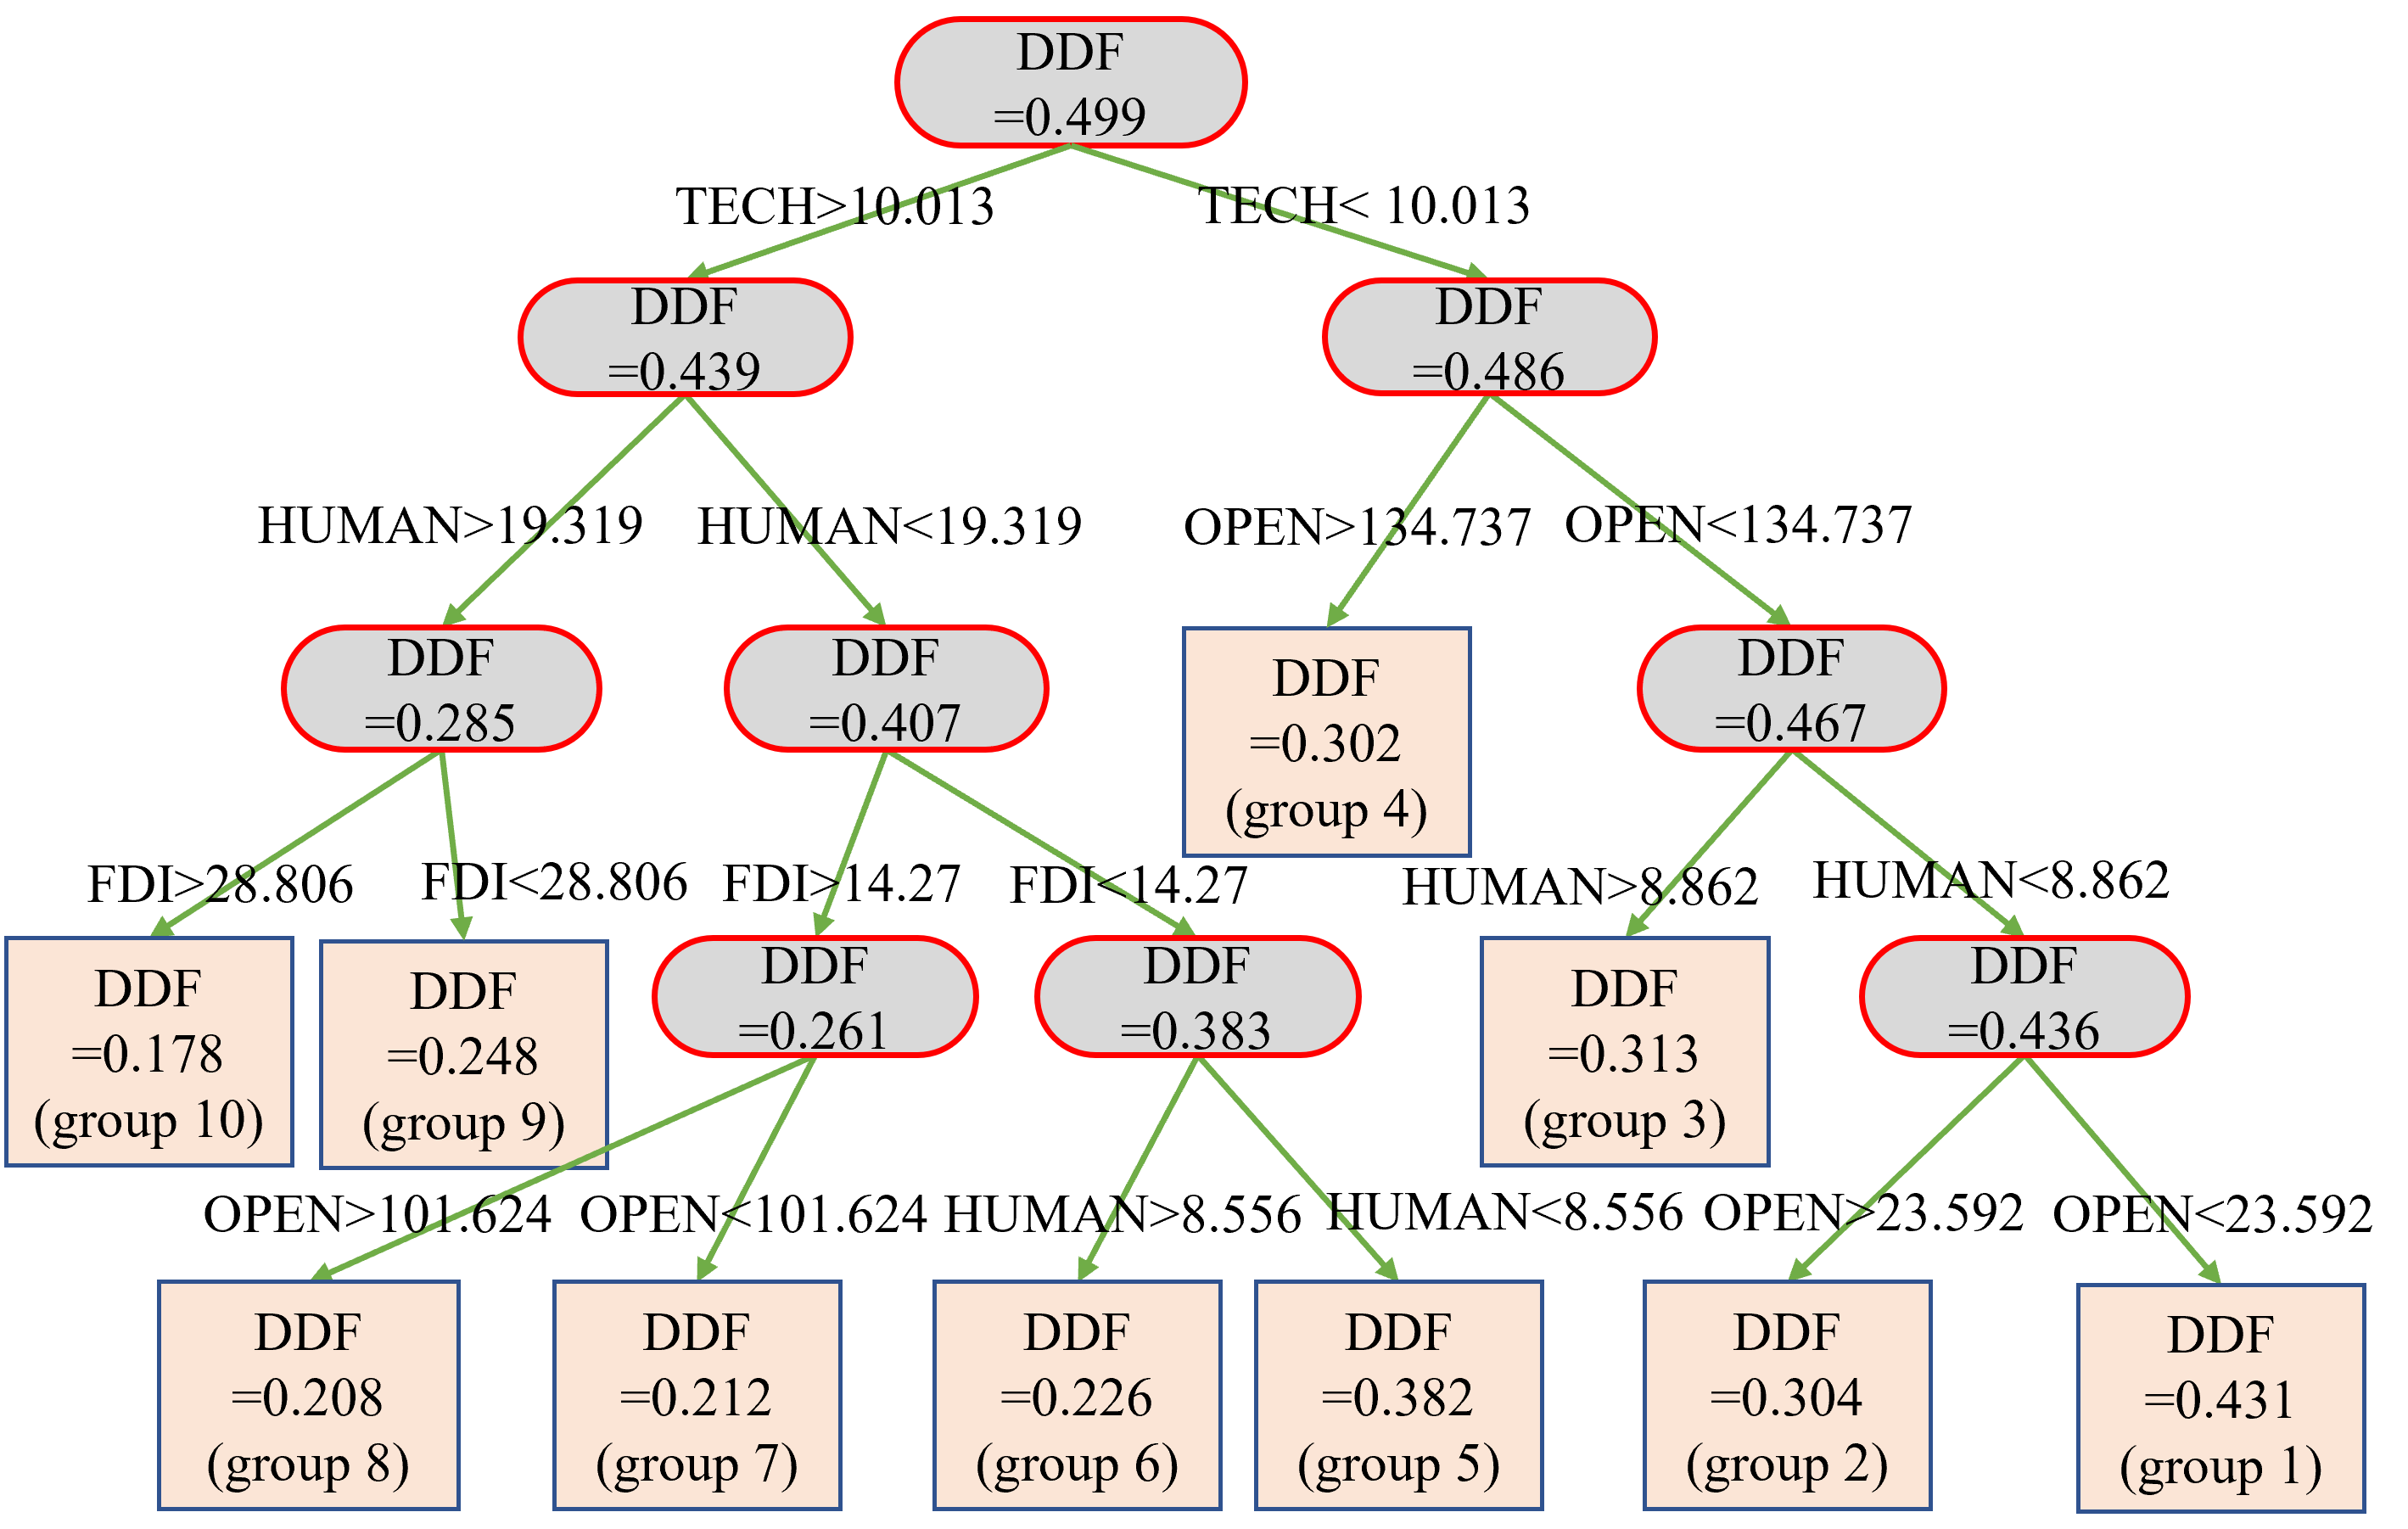 DDF
=0.499
TECH>10.013
TECH< 10.013
DDF
=0.439
DDF
=0.486
HUMAN>19.319
HUMAN<19.319
OPEN>134.737
OPEN<134.737
DDF
=0.285
DDF
=0.407
DDF
=0.302
(group 4)
DDF
=0.467
FDI>28.806
FDI<28.806
FDI>14.27
FDI<14.27
HUMAN>8.862
HUMAN<8.862
DDF
=0.178
(group 10)
DDF
=0.248
(group 9)
DDF
=0.261
DDF
=0.383
DDF
=0.313
(group 3)
DDF
=0.436
OPEN>101.624
OPEN<101.624
HUMAN>8.556
HUMAN<8.556
OPEN>23.592
OPEN<23.592
DDF
=0.208
(group 8)
DDF
=0.212
(group 7)
DDF
=0.226
(group 6)
DDF
=0.382
(group 5)
DDF
=0.304
(group 2)
DDF
=0.431
(group 1)